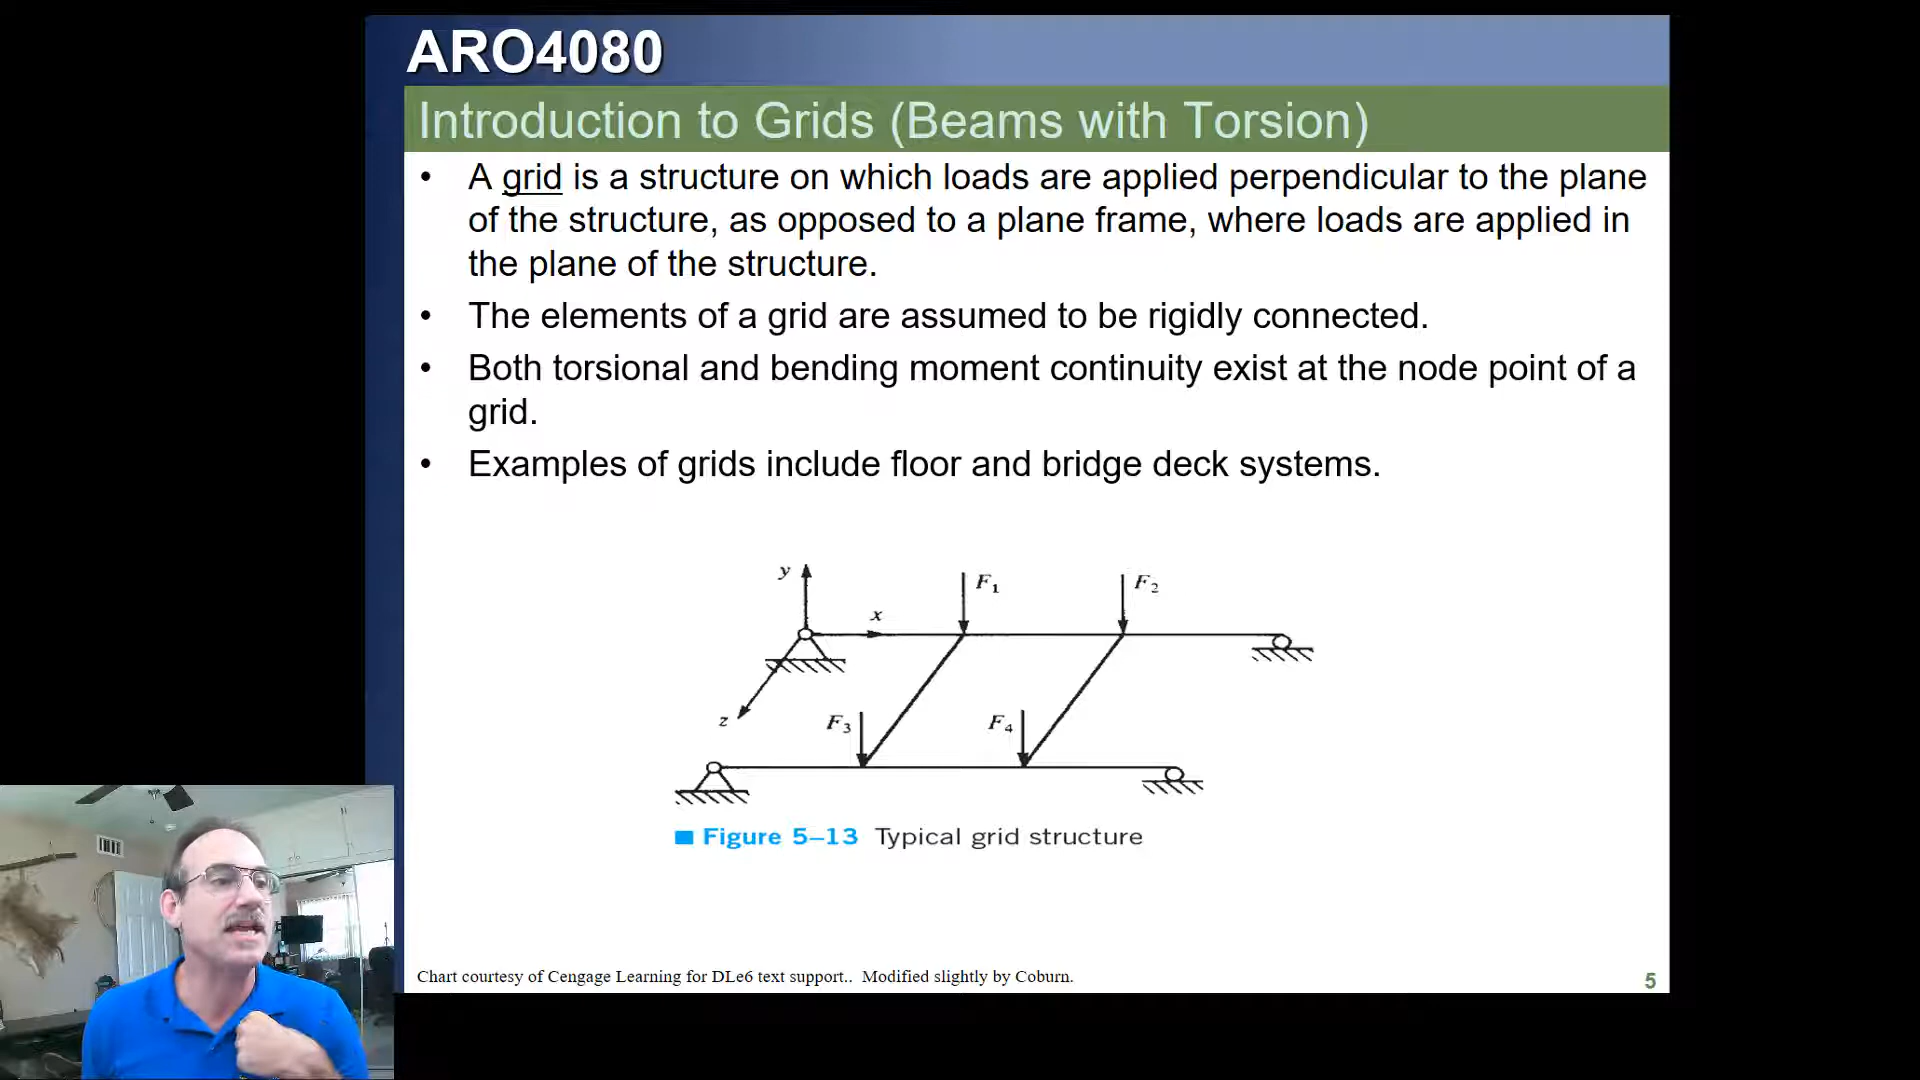 ARO4080
Introduction to Grids (Beams with Torsion)
• A grid is a structure on which loads are applied perpendicular to the plane
of the structure, as opposed to a plane frame, where loads are applied in
the plane of the structure.
• The elements of a grid are assumed to be rigidly connected.
• Both torsional and bending moment continuity exist at the node point of a
grid.
• Examples of grids include floor and bridge deck systems.
y
F1
F2
x
z
F3
F4
Figure 5–13 Typical grid structure
Chart courtesy of Cengage Learning for DLe6 text support.. Modified slightly by Coburn.
5